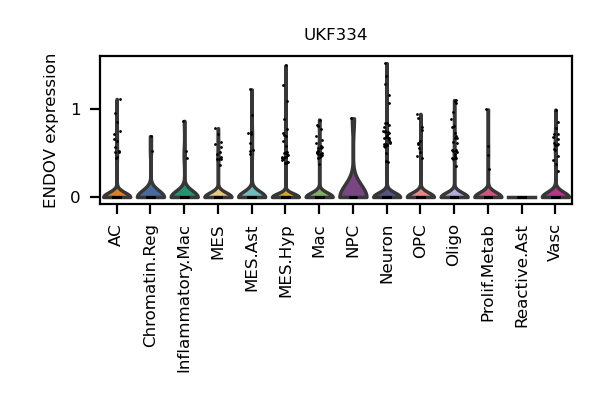 UKF334
ENDOV expression
1
0
AC
Chromatin.Reg
Inflammatory.Mac
MES
MES.Ast
MES.Hyp
Mac
NPC
Neuron
OPC
Oligo
Prolif.Metab
Reactive.Ast
Vasc